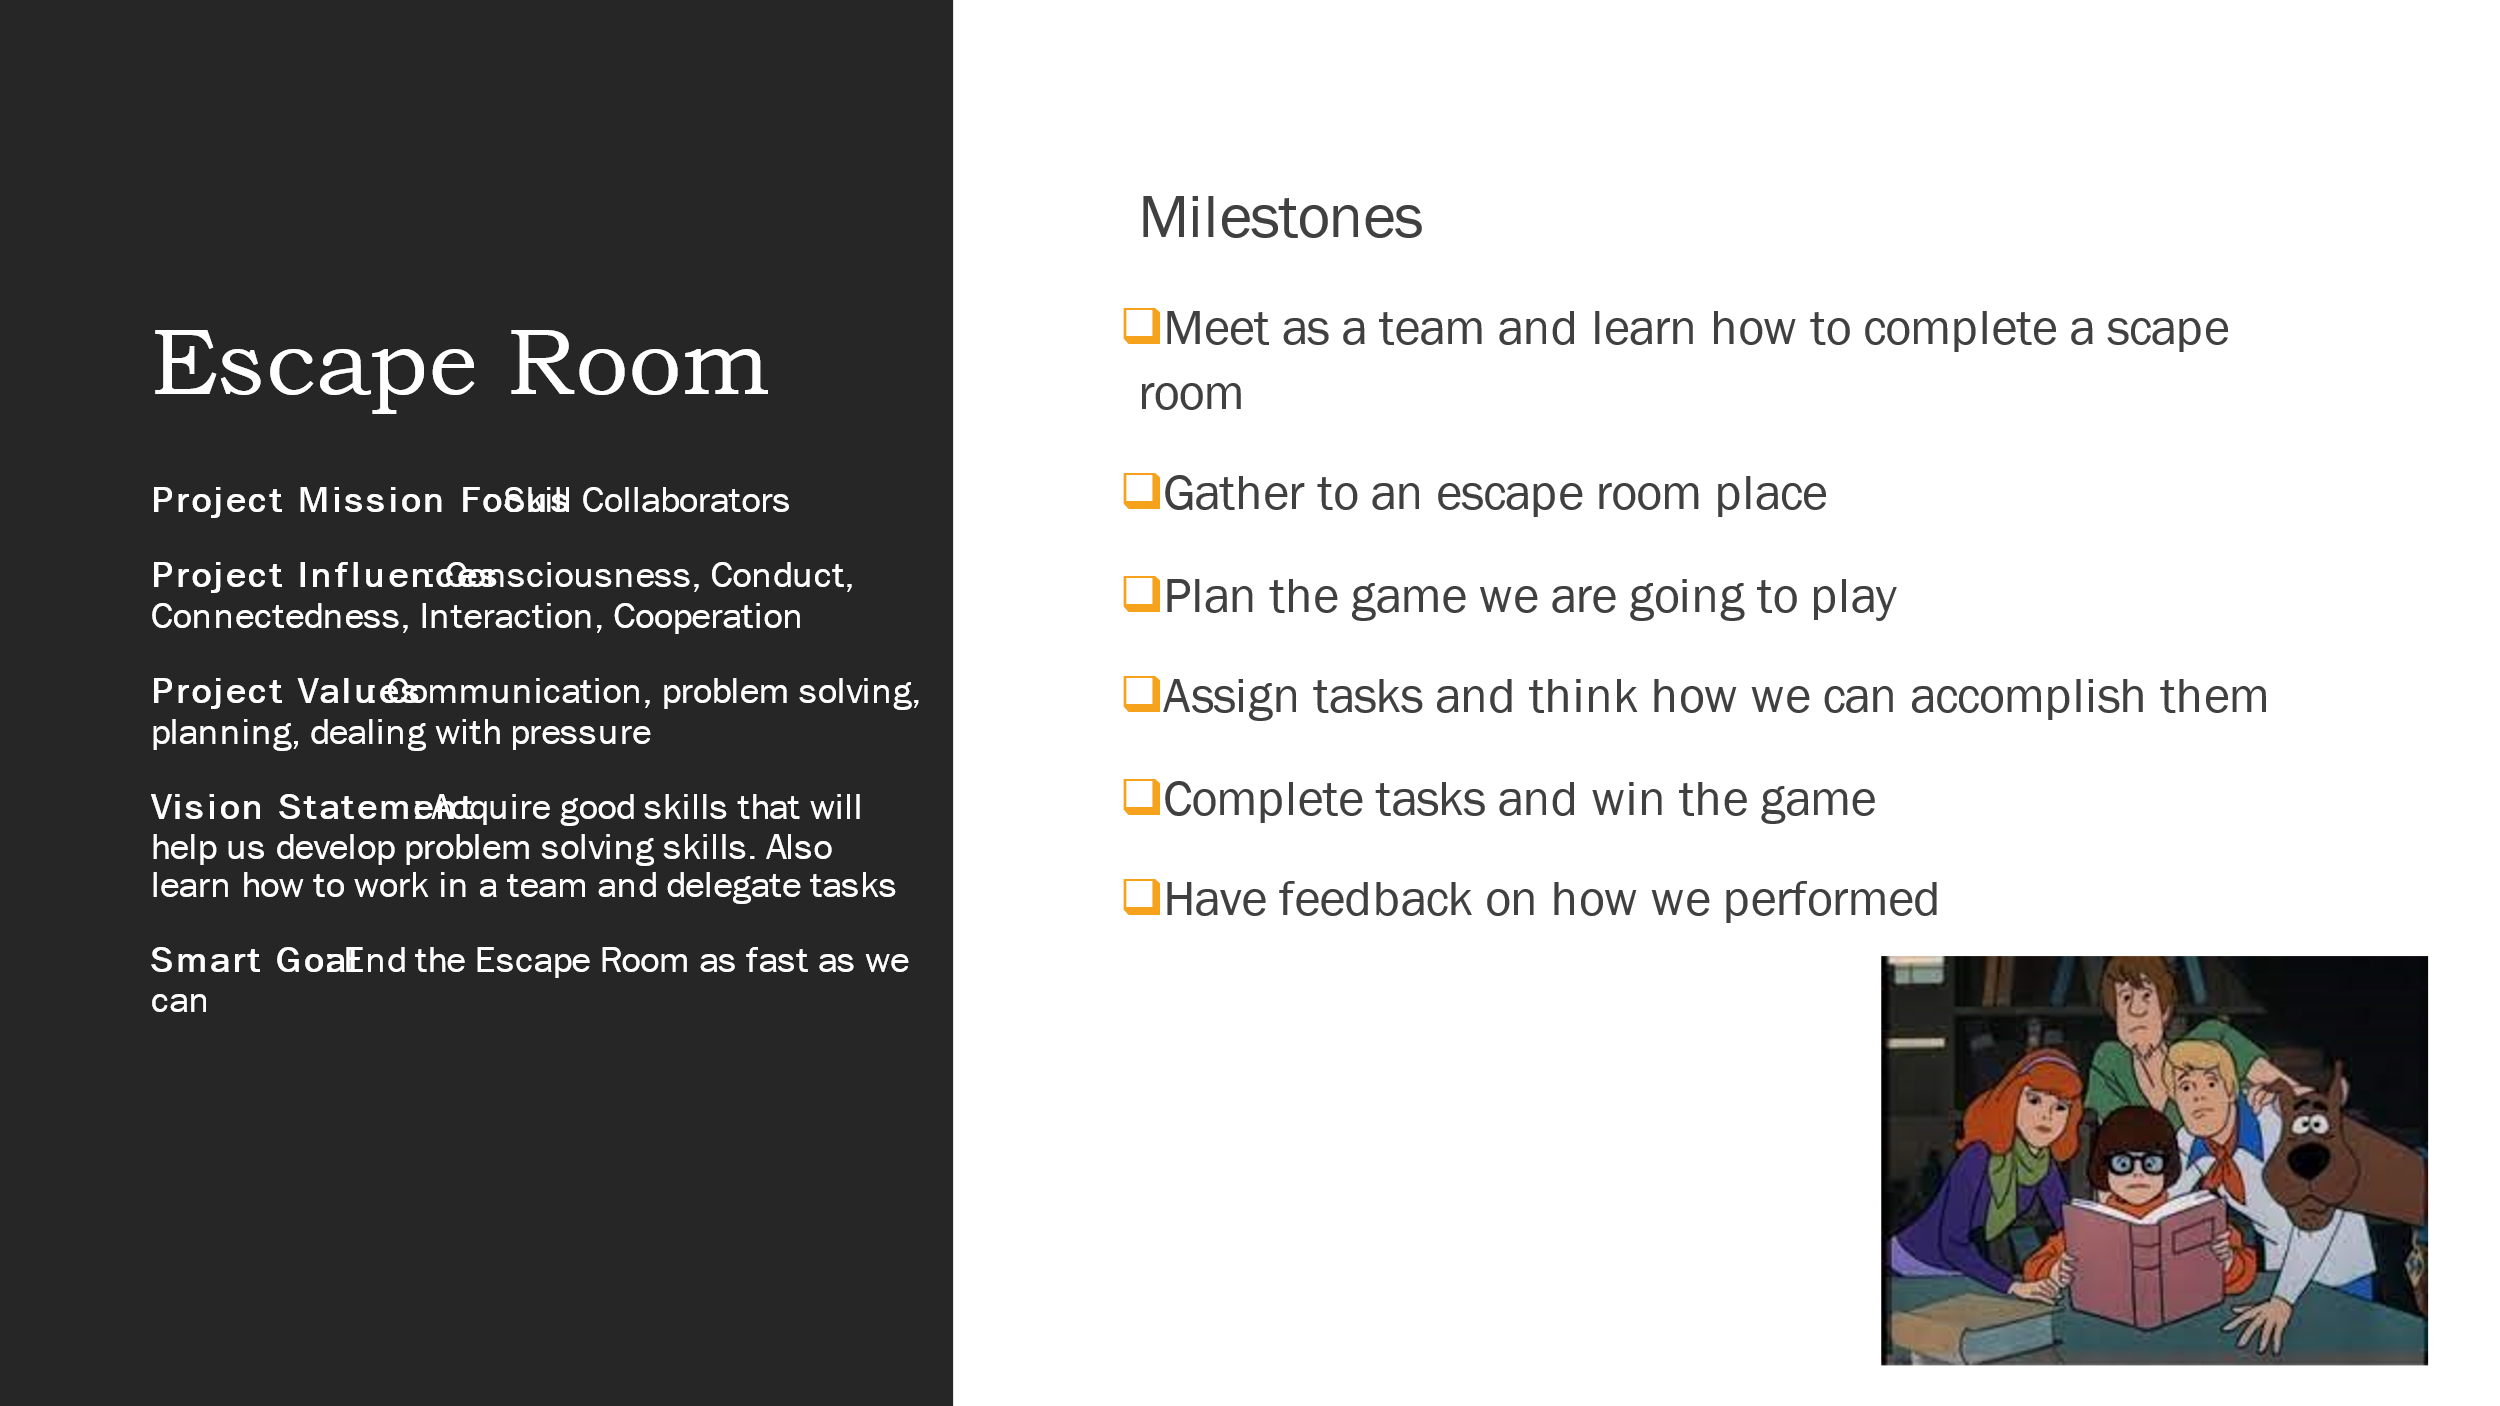 Escape Room
Project Mission Focus: Skill Collaborators
Project Influences: Consciousness, Conduct,
Connectedness, Interaction, Cooperation
Project Values: Communication, problem solving,
planning, dealing with pressure
Vision Statement: Acquire good skills that will
help us develop problem solving skills. Also
learn how to work in a team and delegate tasks
Smart Goal: End the Escape Room as fast as we
can
Milestones
Meet as a team and learn how to complete a scape
room
Gather to an escape room place
Plan the game we are going to play
Assign tasks and think how we can accomplish them
Complete tasks and win the game
Have feedback on how we performed